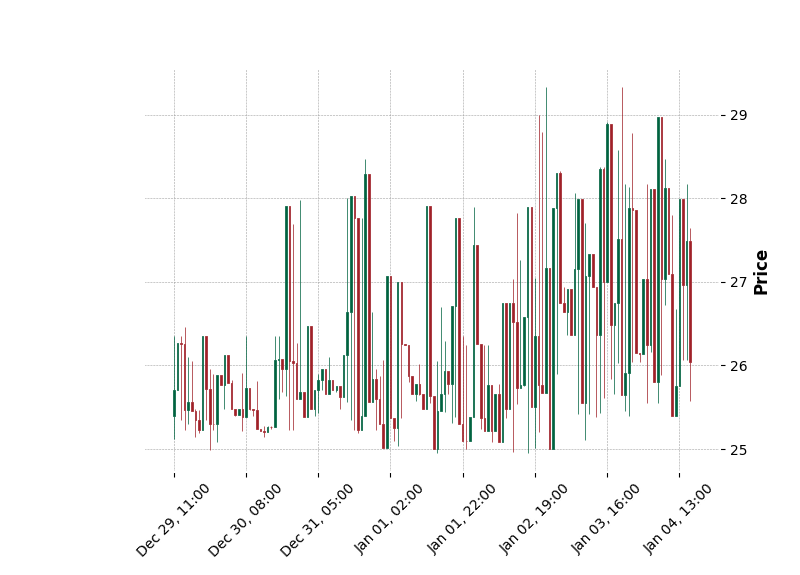 29
28
27
26
25
Price
Dec 29, 11:00
Dec 30, 08:00
Dec 31, 05:00
Jan 01, 02:00
Jan 01, 22:00
Jan 02, 19:00
Jan 03, 16:00
Jan 04, 13:00